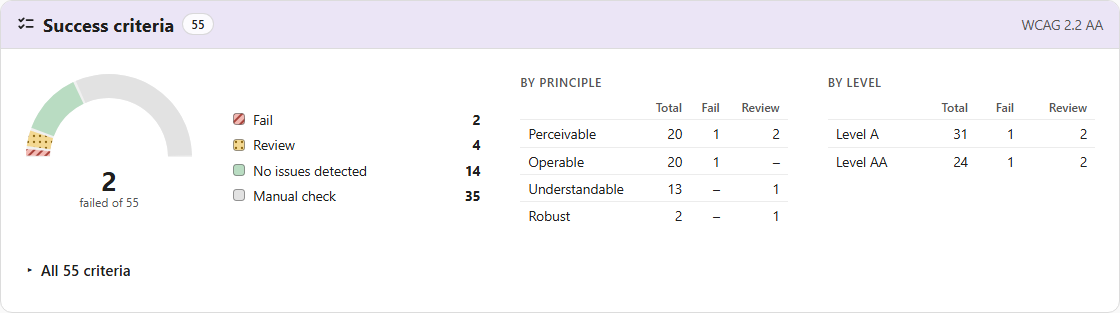 Success criteria 55
WCAG 2.2 AA
2
failed of 55
Fail 2
Review 4
No issues detected 14
Manual check 35
BY PRINCIPLE
Total Fail Review
Perceivable 20 1 2
Operable 20 1 –
Understandable 13 – 1
Robust 2 – 1
BY LEVEL
Total Fail Review
Level A 31 1 2
Level AA 24 1 2
All 55 criteria